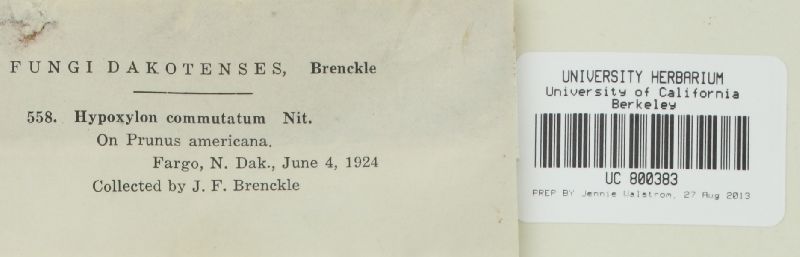 FUNGI DAKOTENSES, Brenckle
558. Hypoxylon commutatum Nit.
On Prunus americana.
Fargo, N. Dak., June 4, 1924
Collected by J. F. Brenckle
UNIVERSITY HERBARIUM
University of California
Berkeley
UC 800383
PREP BY Jennie Walstrom, 27 Aug 2013